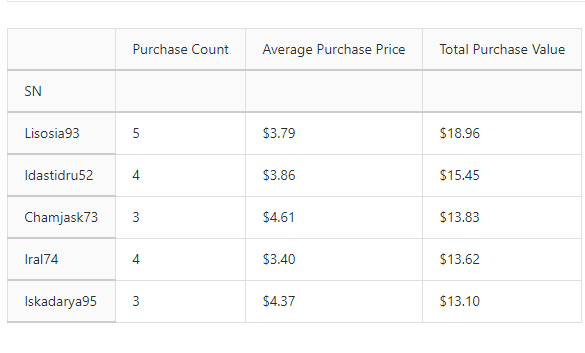 Purchase Count Average Purchase Price Total Purchase Value
SN
Lisosia93 5 $3.79 $18.96
Idastidru52 4 $3.86 $15.45
Chamjask73 3 $4.61 $13.83
Iral74 4 $3.40 $13.62
Iskadarya95 3 $4.37 $13.10